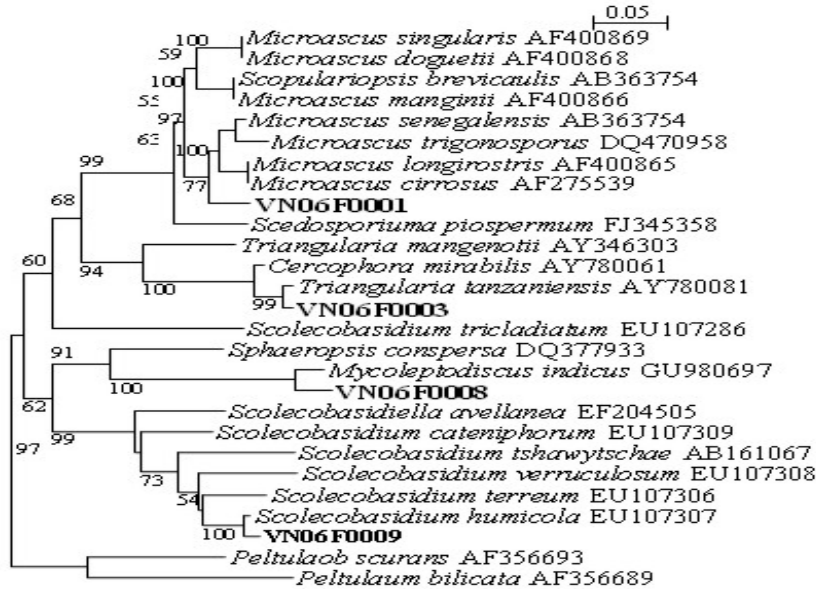 0.05
100
Microascus singularis AF400869
59
Microascus doguetii AF400868
100
Scopulariopsis brevicaulis AB363754
55
Microascus manginii AF400866
97
Microascus senegalensis AB363754
63
Microascus trigonosporus DQ470958
100
Microascus longirostris AF400865
99
77
Microascus cirrosus AF275539
VN06F0001
68
Scedosporiuma piospermum FJ345358
Triangularia mangenotii AY346303
60
94
Cercophora mirabilis AY780061
100
Triangularia tanzaniensis AY780081
99
VN06F0003
Scolecobasidium tricladiatum EU107286
91
Sphaeropsis conspersa DQ377933
Mycoleptodiscus indicus GU980697
100
VN06F0008
62
Scolecobasidiella avellanea EF204505
99
Scolecobasidium cateniphorum EU107309
97
Scolecobasidium tshawytschae AB161067
73
Scolecobasidium verruculosum EU107308
54
Scolecobasidium terreum EU107306
Scolecobasidium humicola EU107307
100
VN06F0009
Peltulaob scurans AF356693
Peltulaum bilicata AF356689